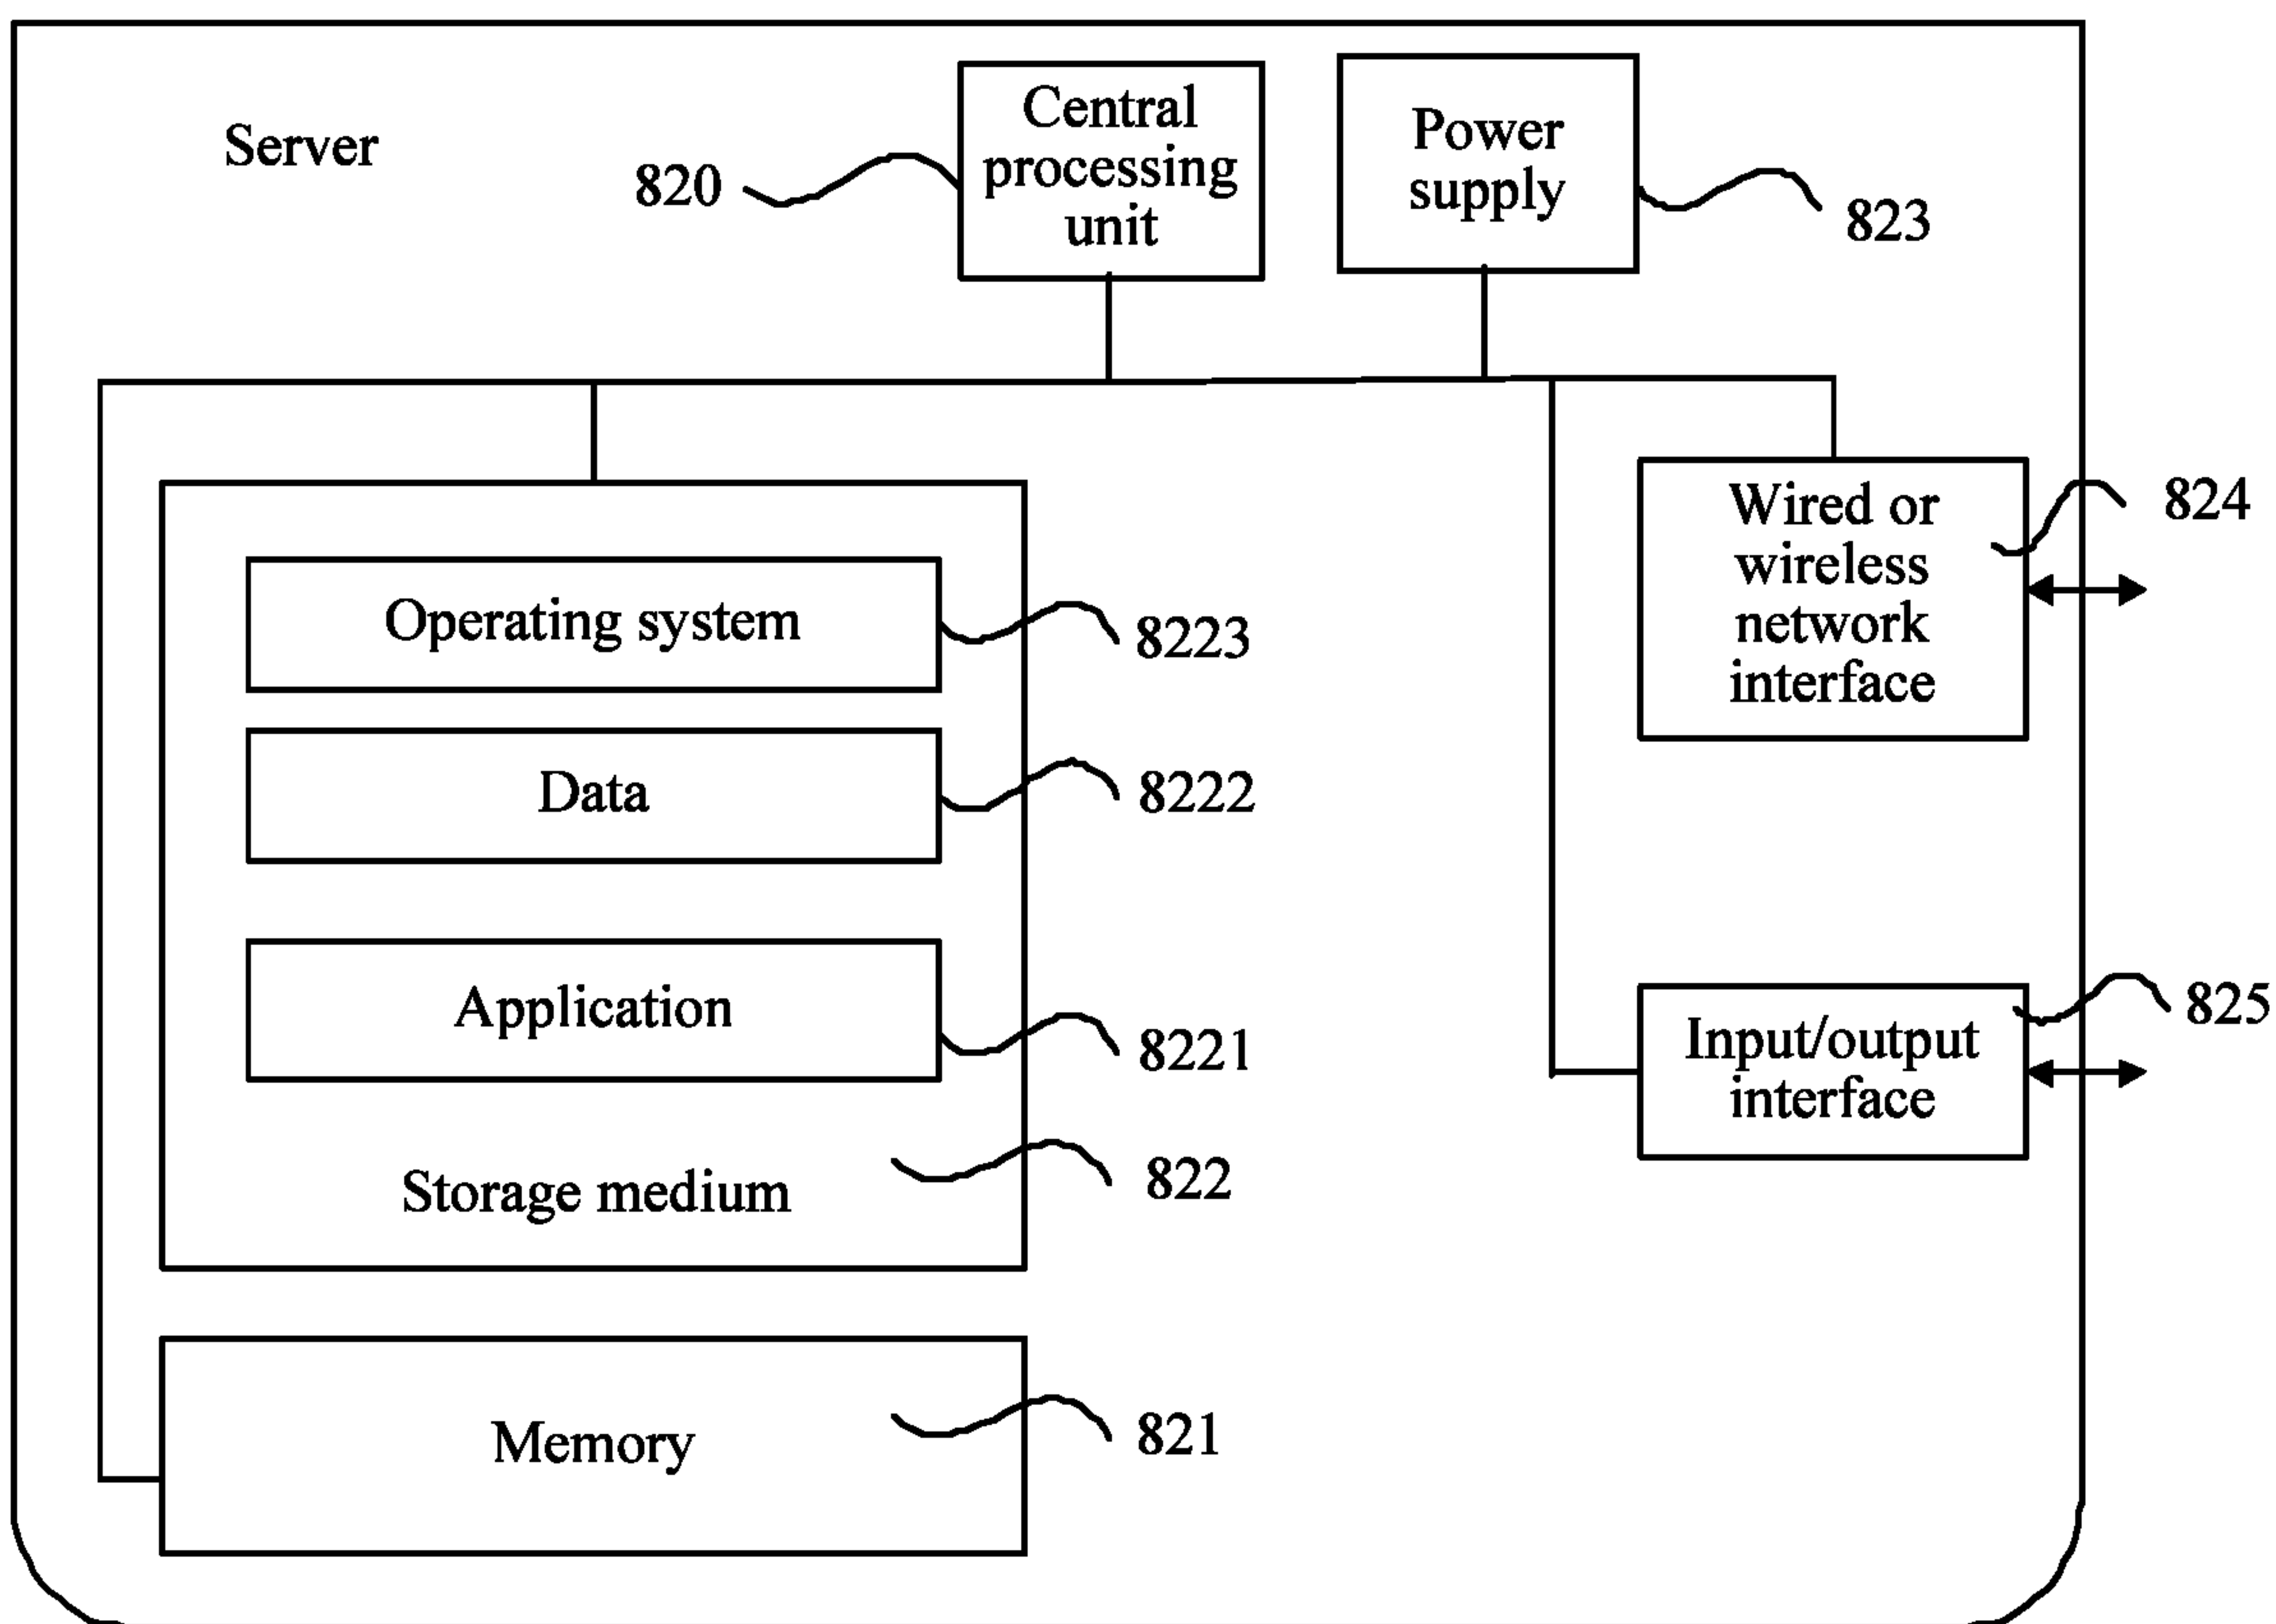 Server
820
Central
processing
unit
Power
supply
823
Operating system
8223
Data
8222
Application
8221
Storage medium
822
Memory
821
Wired or
wireless
network
interface
824
Input/output
interface
825